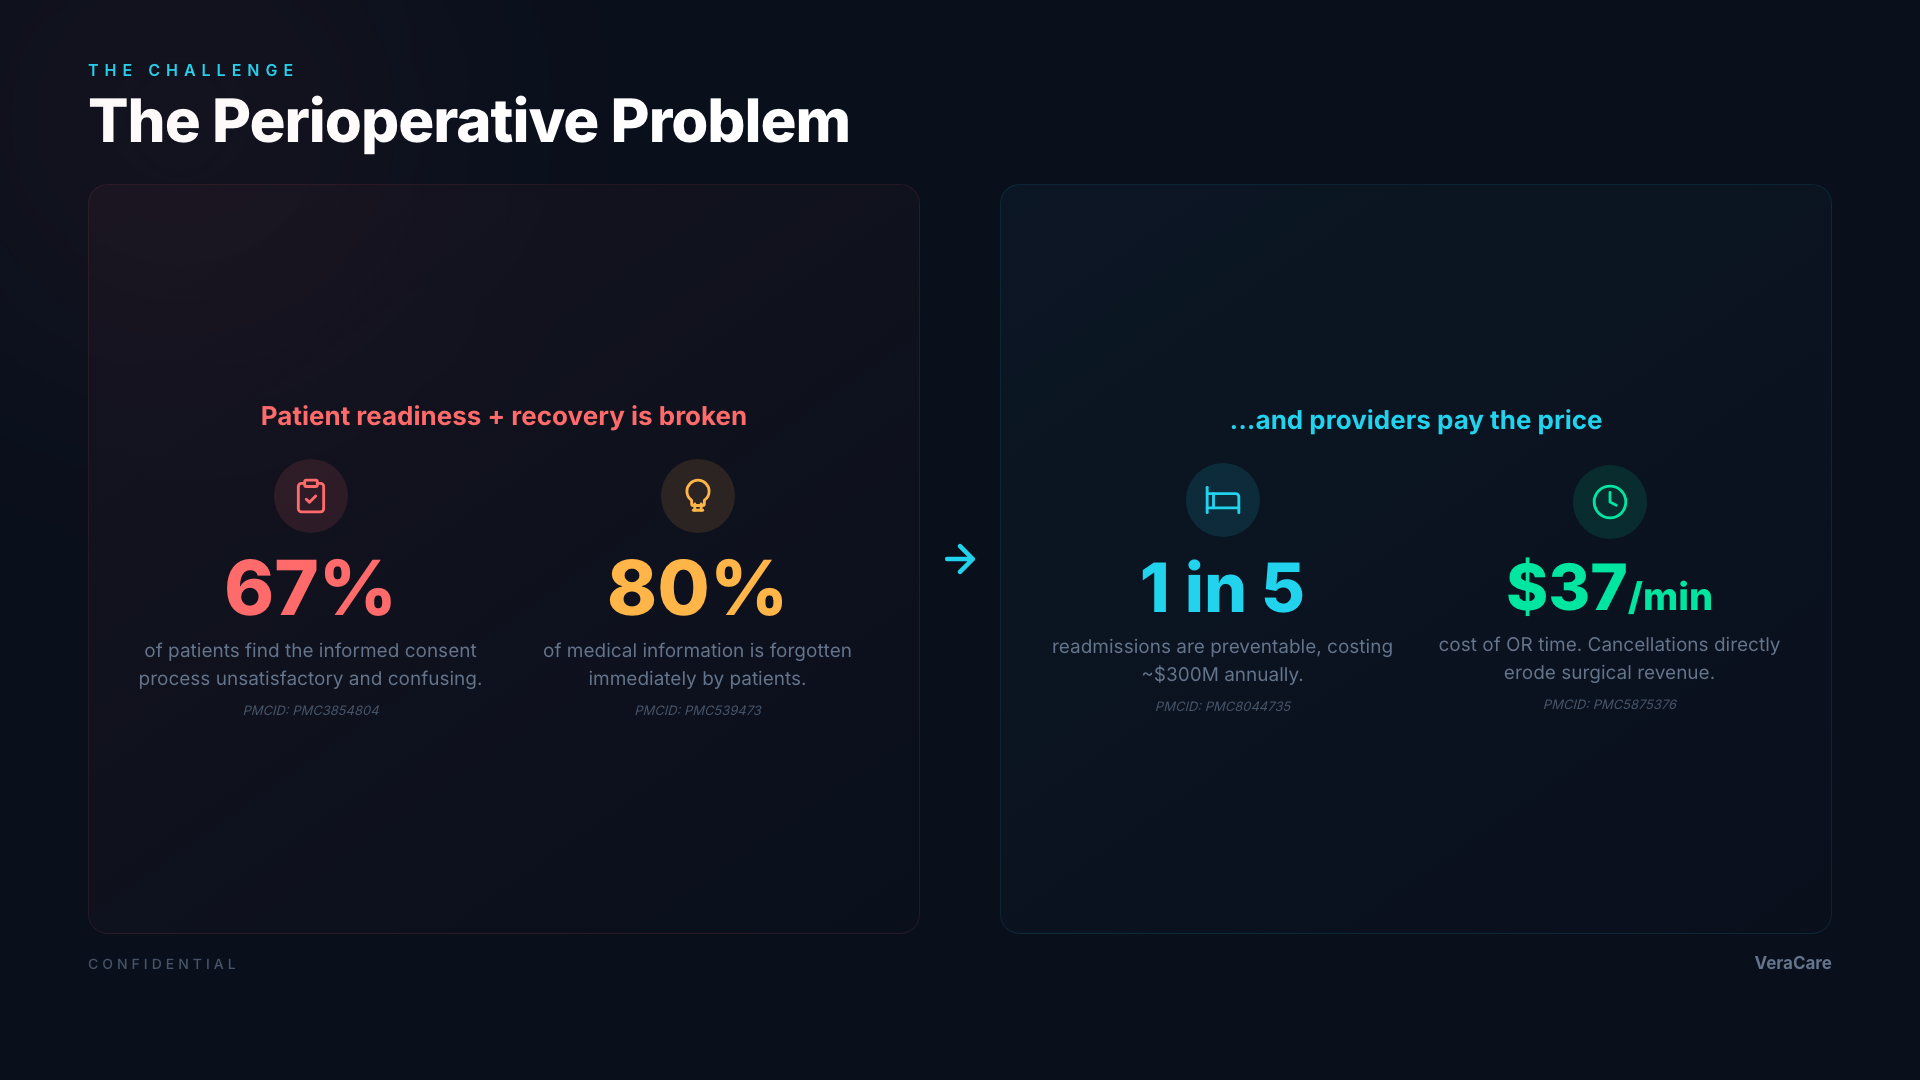 THE CHALLENGE
The Perioperative Problem
Patient readiness + recovery is broken
67%
of patients find the informed consent
process unsatisfactory and confusing.
PMCID: PMC3854804
80%
of medical information is forgotten
immediately by patients.
PMCID: PMC539473
...and providers pay the price
1 in 5
readmissions are preventable, costing
~$300M annually.
PMCID: PMC8044735
$37/min
cost of OR time. Cancellations directly
erode surgical revenue.
PMCID: PMC5875376
CONFIDENTIAL
VeraCare